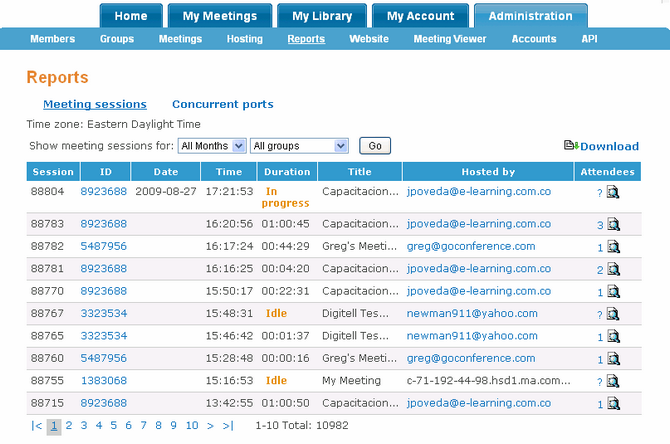 Home My Meetings My Library My Account Administration
Members Groups Meetings Hosting Reports Website Meeting Viewer Accounts API
Reports
Meeting sessions Concurrent ports
Time zone: Eastern Daylight Time
Show meeting sessions for: All Months All groups Go Download
Session ID Date Time Duration Title Hosted by Attendees
88804 8923688 2009-08-27 17:21:53 In progress Capacitacion... jpoveda@e-learning.com.co ?
88783 8923688 16:20:56 01:00:45 Capacitacion... jpoveda@e-learning.com.co 3
88782 5487956 16:17:24 00:44:29 Greg's Meeti... greg@goconference.com 1
88781 8923688 16:16:25 00:04:20 Capacitacion... jpoveda@e-learning.com.co 2
88770 8923688 15:50:17 00:22:31 Capacitacion... jpoveda@e-learning.com.co 1
88767 3323534 15:48:31 Idle Digitell Tes... newman911@yahoo.com ?
88765 3323534 15:46:42 00:01:37 Digitell Tes... newman911@yahoo.com 1
88760 5487956 15:28:48 00:00:16 Greg's Meeti... greg@goconference.com 1
88755 1383068 15:16:53 Idle My Meeting c-71-192-44-98.hsd1.ma.com... ?
88715 8923688 13:42:55 01:00:50 Capacitacion... jpoveda@e-learning.com.co 1
|< 1 2 3 4 5 6 7 8 9 10 > >| 1-10 Total: 10982